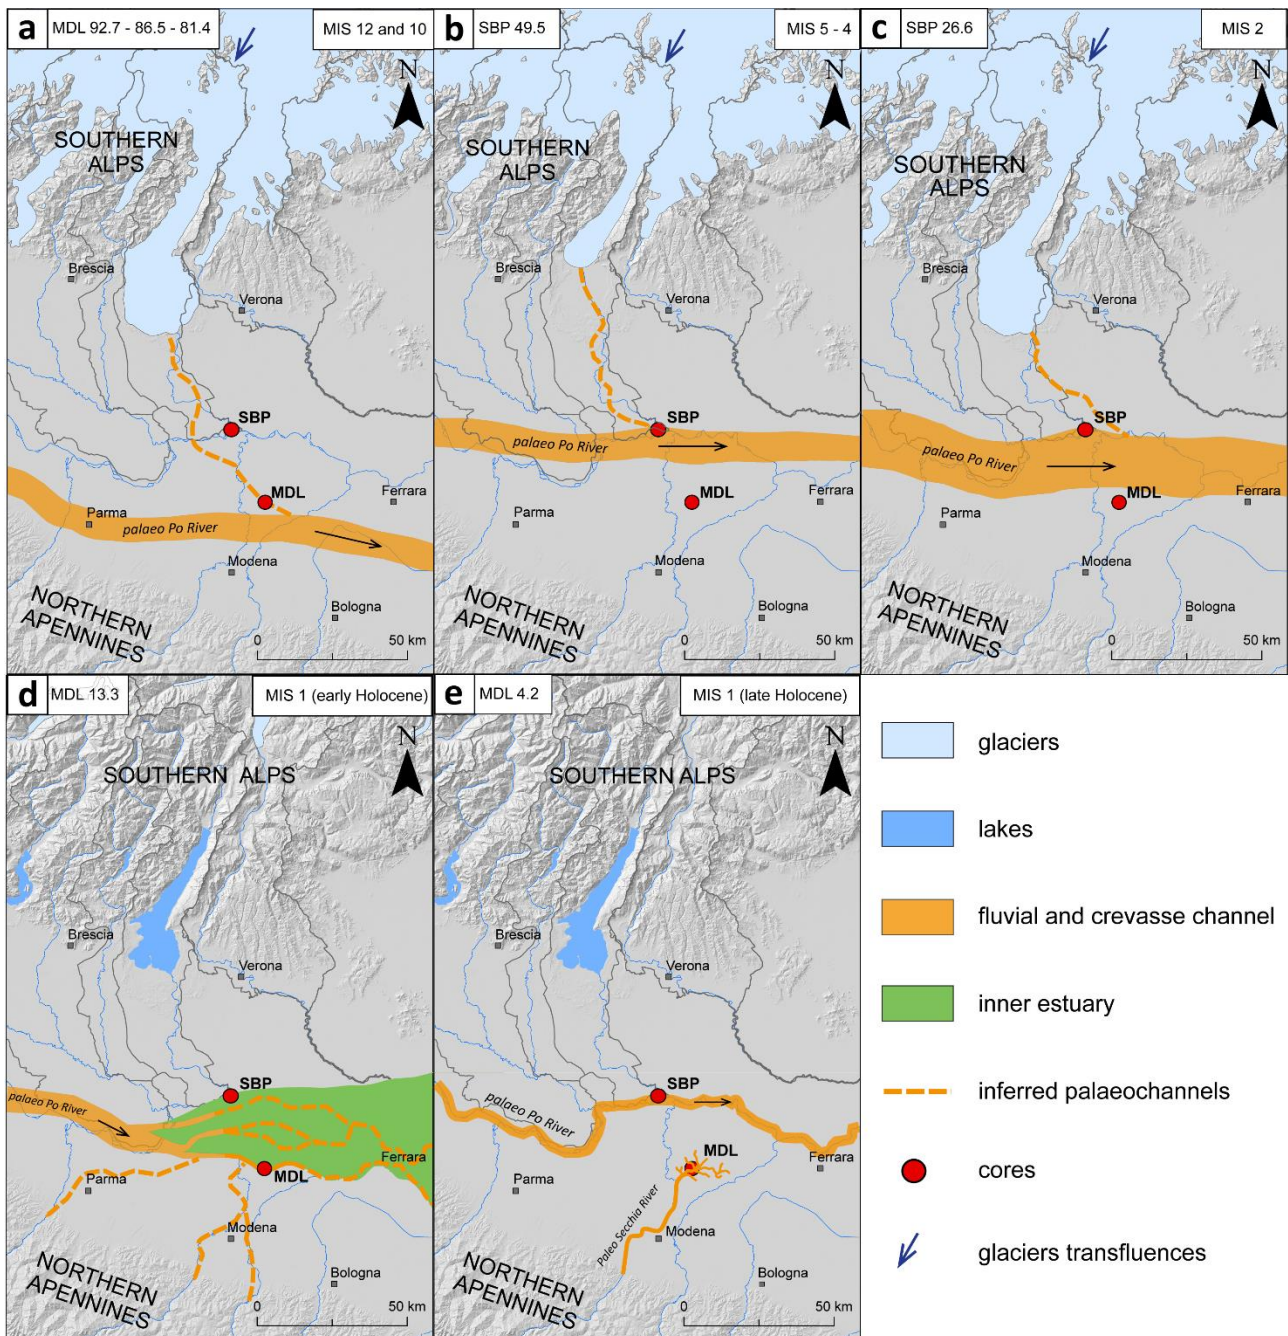 a
MDL 92.7 - 86.5 - 81.4
MIS 12 and 10
N
SOUTHERN
ALPS
Brescia
Verona
SBP
MDL
Ferrara
Parma
palaeo Po River
Modena
Bologna
NORTHERN
APENNINES
0
50 km
b
SBP 49.5
MIS 5 - 4
N
SOUTHERN
ALPS
Brescia
Verona
SBP
palaeo Po River
MDL
Ferrara
Parma
Modena
Bologna
NORTHERN
APENNINES
0
50 km
c
SBP 26.6
MIS 2
N
SOUTHERN
ALPS
Brescia
Verona
SBP
palaeo Po River
MDL
Ferrara
Parma
Modena
Bologna
NORTHERN
APENNINES
0
50 km
d
MDL 13.3
MIS 1 (early Holocene)
N
SOUTHERN ALPS
Brescia
Verona
SBP
palaeo Po River
Ferrara
MDL
Parma
Modena
Bologna
NORTHERN
APENNINES
0
50 km
e
MDL 4.2
MIS 1 (late Holocene)
N
SOUTHERN ALPS
Brescia
Verona
SBP
palaeo Po River
MDL
Ferrara
Parma
Paleo Secchia River
Modena
Bologna
NORTHERN
APENNINES
0
50 km
glaciers
lakes
fluvial and crevasse channel
inner estuary
inferred palaeochannels
cores
glaciers transfluences